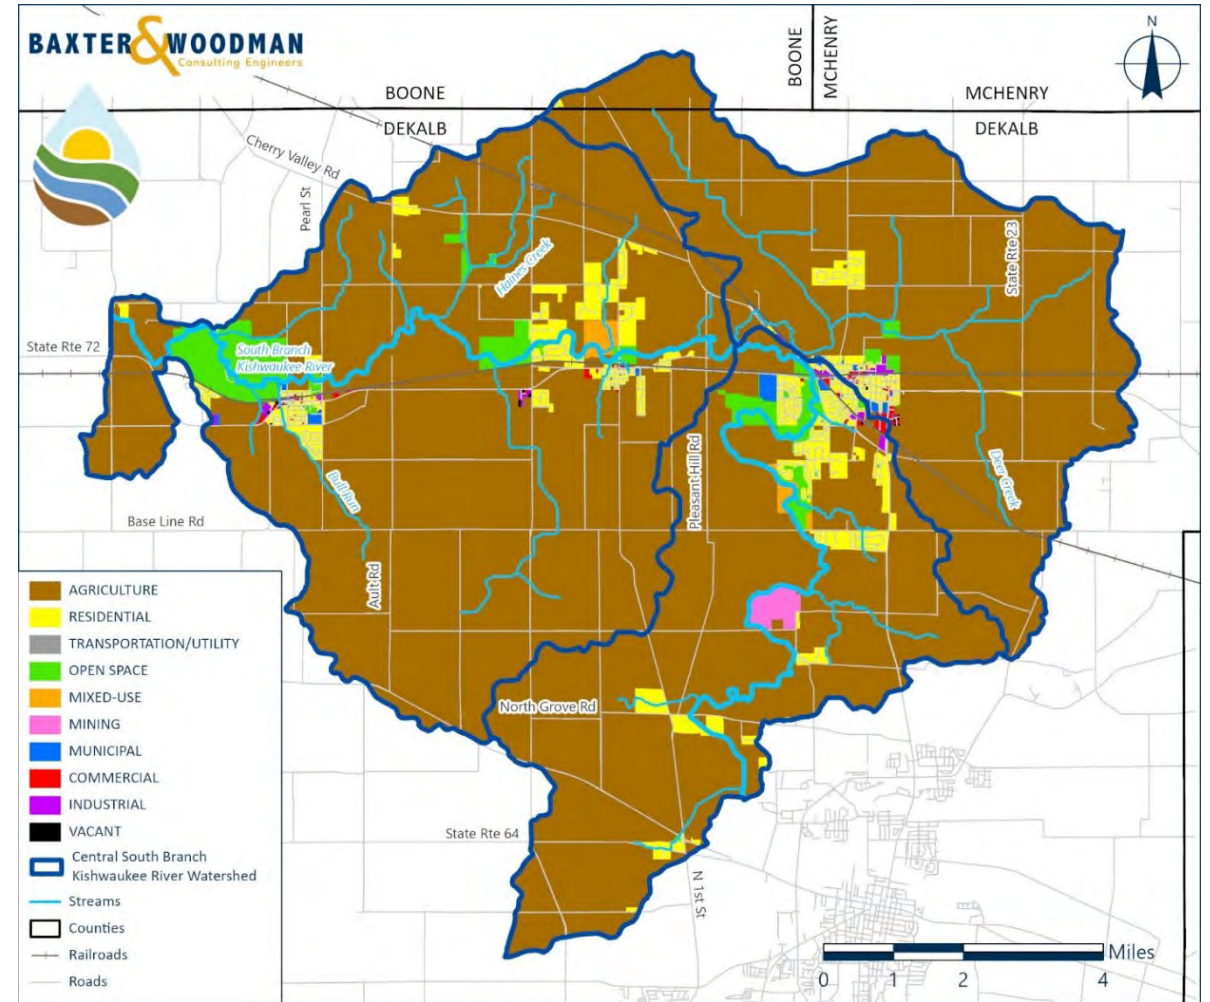 BAXTER & WOODMAN
Consulting Engineers
BOONE
DEKALB
BOONE
MCHENRY
MCHENRY
DEKALB
N
Cherry Valley Rd
Pearl St
Haines Creek
State Rte 23
State Rte 72
South Branch
Kishwaukee River
Bull Run
Pleasant Hill Rd
Deer Creek
Base Line Rd
Ault Rd
North Grove Rd
State Rte 64
N 1st St
AGRICULTURE
RESIDENTIAL
TRANSPORTATION/UTILITY
OPEN SPACE
MIXED-USE
MINING
MUNICIPAL
COMMERCIAL
INDUSTRIAL
VACANT
Central South Branch
Kishwaukee River Watershed
Streams
Counties
Railroads
Roads
Miles
0 1 2 4